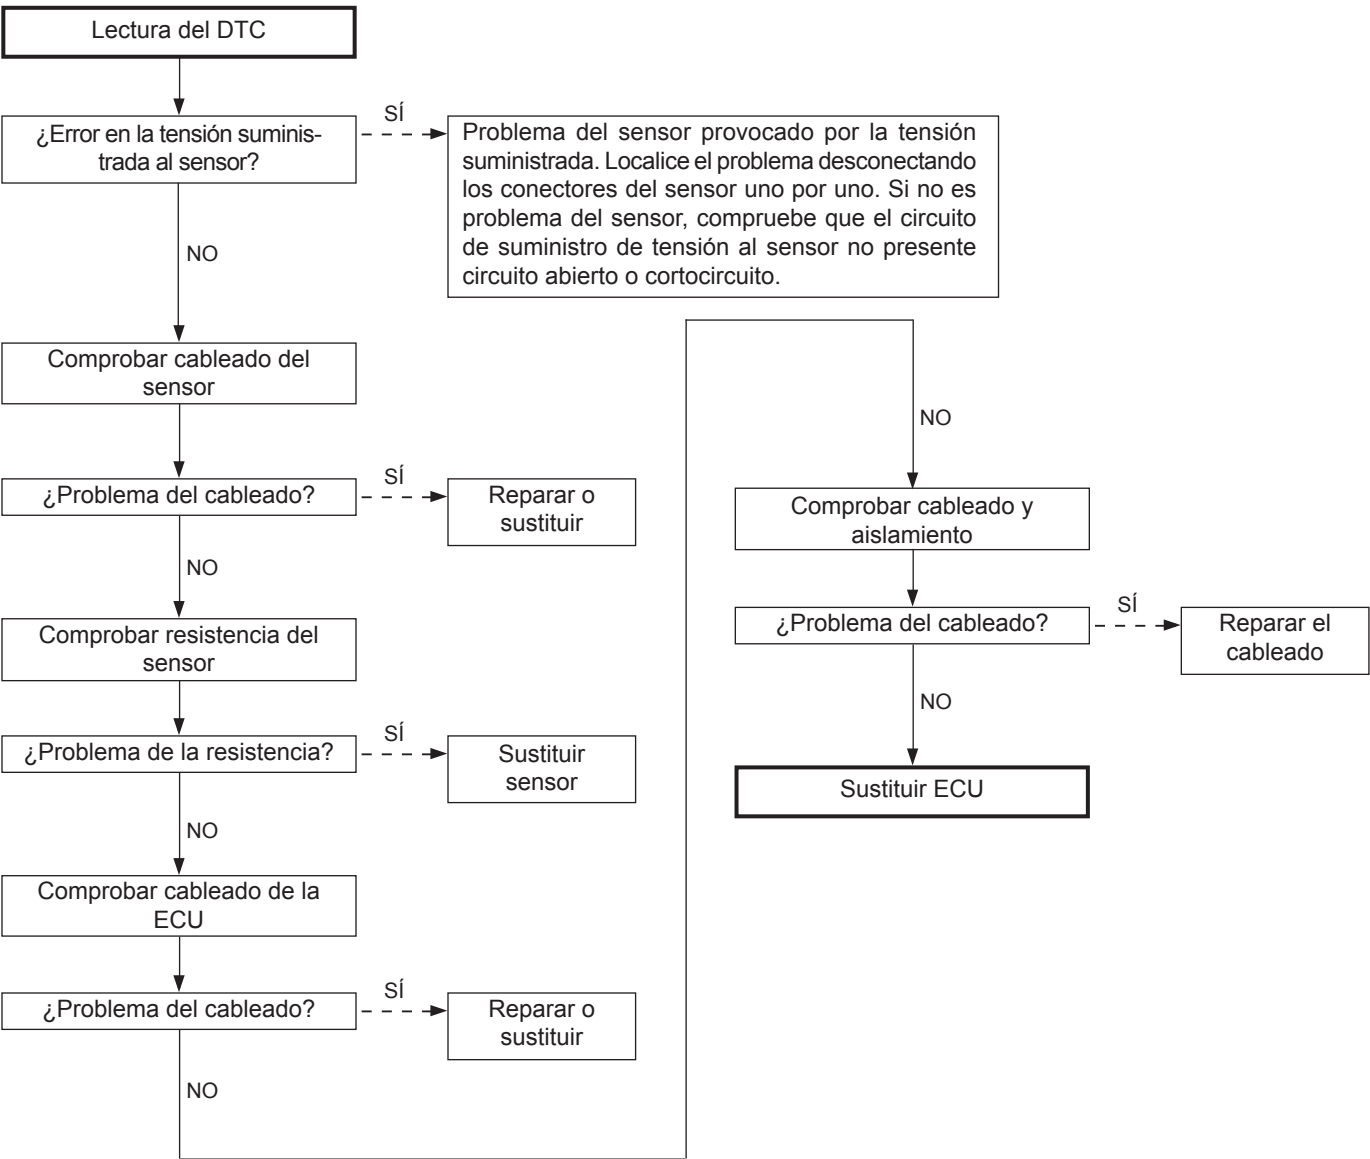 Lectura del DTC
¿Error en la tensión suminis-
trada al sensor?
SÍ
Problema del sensor provocado por la tensión
suministrada. Localice el problema desconectando
los conectores del sensor uno por uno. Si no es
problema del sensor, compruebe que el circuito
de suministro de tensión al sensor no presente
circuito abierto o cortocircuito.
NO
Comprobar cableado del
sensor
¿Problema del cableado?
SÍ
Reparar o
sustituir
NO
Comprobar resistencia del
sensor
¿Problema de la resistencia?
SÍ
Sustituir
sensor
NO
Comprobar cableado de la
ECU
¿Problema del cableado?
SÍ
Reparar o
sustituir
NO
NO
Comprobar cableado y
aislamiento
¿Problema del cableado?
SÍ
Reparar el
cableado
NO
Sustituir ECU